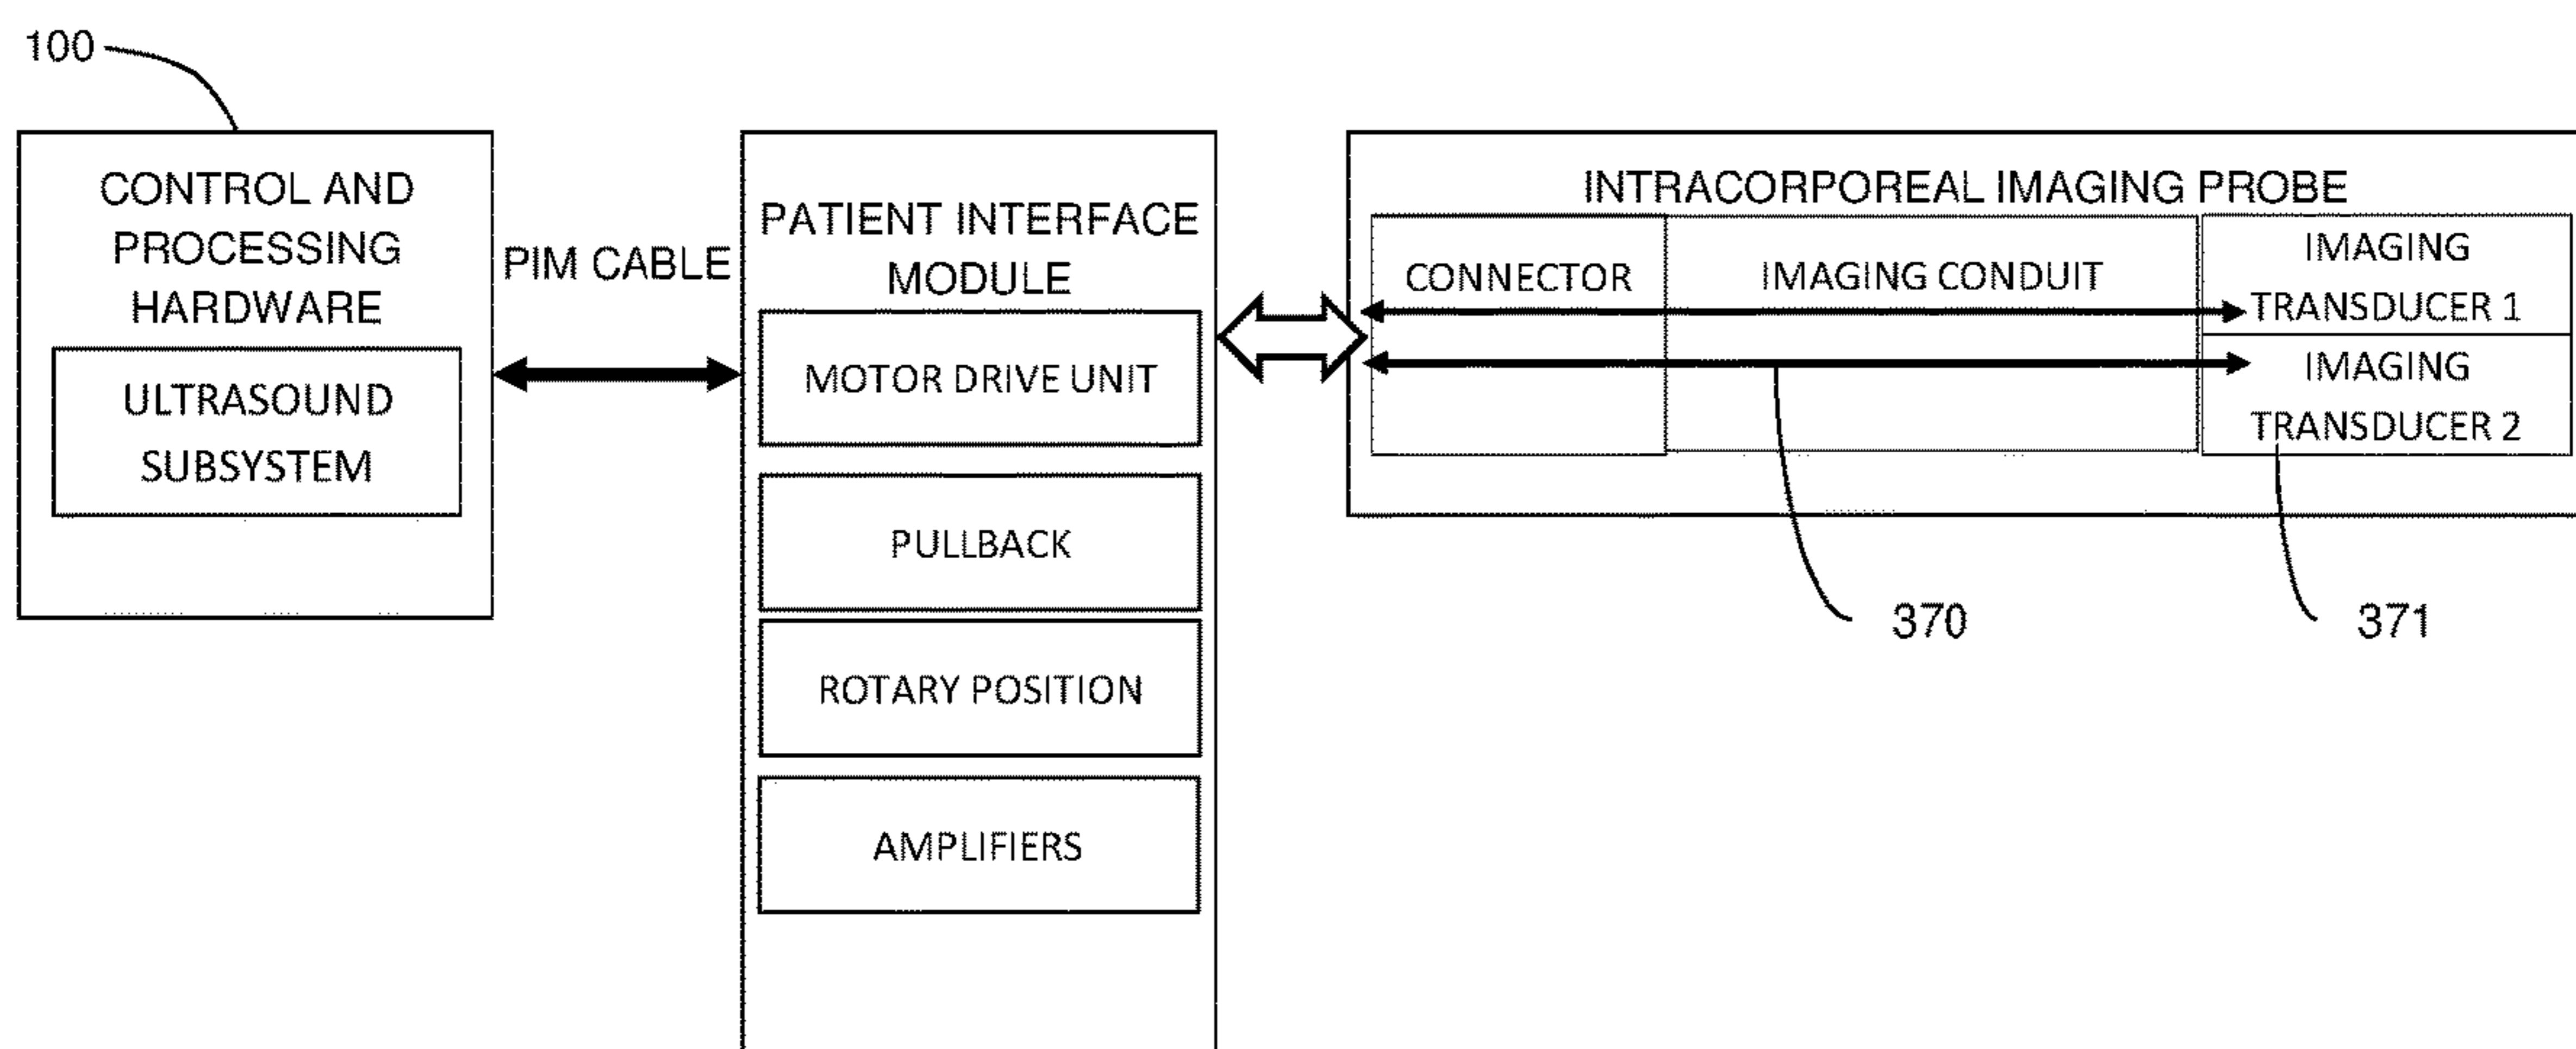 100
CONTROL AND
PROCESSING
HARDWARE
ULTRASOUND
SUBSYSTEM
PIM CABLE
PATIENT INTERFACE
MODULE
MOTOR DRIVE UNIT
PULLBACK
ROTARY POSITION
AMPLIFIERS
INTRACORPOREAL IMAGING PROBE
CONNECTOR
IMAGING CONDUIT
IMAGING
TRANSDUCER 1
IMAGING
TRANSDUCER 2
370
371